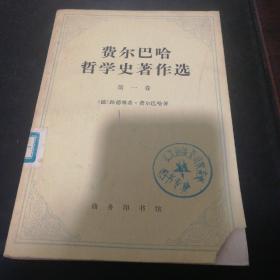 费尔巴哈
哲学史著作选
第一卷
〔德〕路德维希·费尔巴哈著
商务印书馆